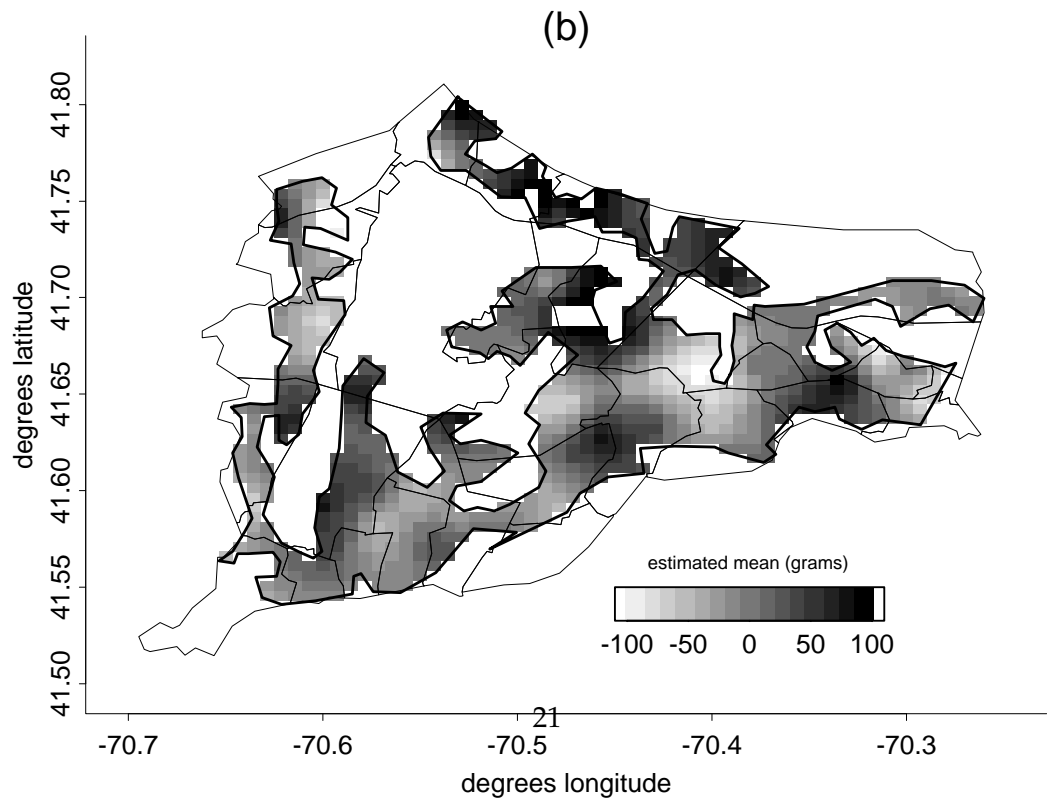 (b)
degrees latitude
41.80
41.75
41.70
41.65
41.60
41.55
41.50
estimated mean (grams)
-100 -50 0 50 100
21
-70.7 -70.6 -70.5 -70.4 -70.3
degrees longitude